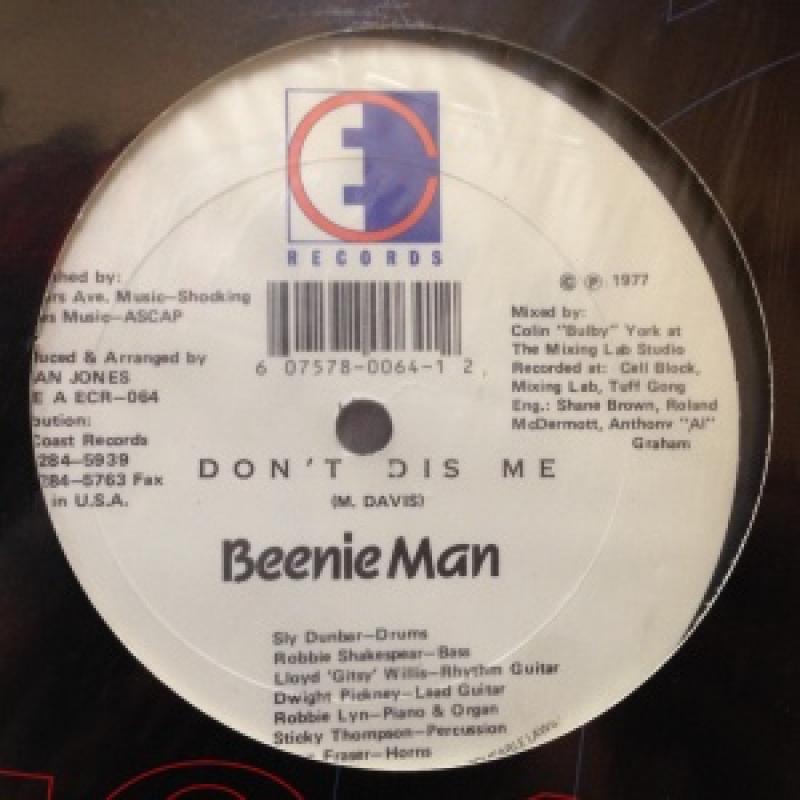 RECORDS
by:
Ave. Music—Shocking
Music—ASCAP
& Arranged by
JONES
A ECR—064
Coast Records
284—5939
284—5763 Fax
in U.S.A.
6 07578-0064-1 2
© ℗ 1977
Mixed by:
Colin "Bulby" York at
The Mixing Lab Studio
Recorded at: Cell Block,
Mixing Lab, Tuff Gong
Eng.: Shane Brown, Roland
McDermott, Anthony "Al"
Graham
DON'T DIS ME
(M. DAVIS)
Beenie Man
Sly Dunbar—Drums
Robbie Shakespear—Bass
Lloyd 'Gitsy' Willis—Rhythm Guitar
Dwight Pickney—Lead Guitar
Robbie Lyn—Piano & Organ
Sticky Thompson—Percussion
Fraser—Horns